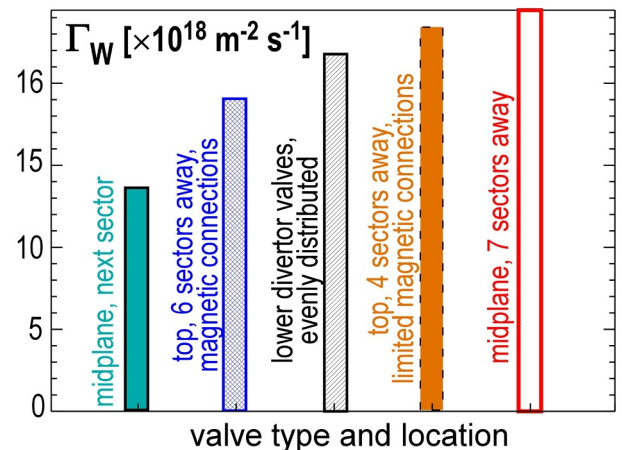 Γ_W [×10^18 m^-2 s^-1]
16
15
10
5
0
midplane, next sector
top, 6 sectors away,
magnetic connections
lower divertor valves,
evenly distributed
top, 4 sectors away,
limited magnetic connections
midplane, 7 sectors away
valve type and location